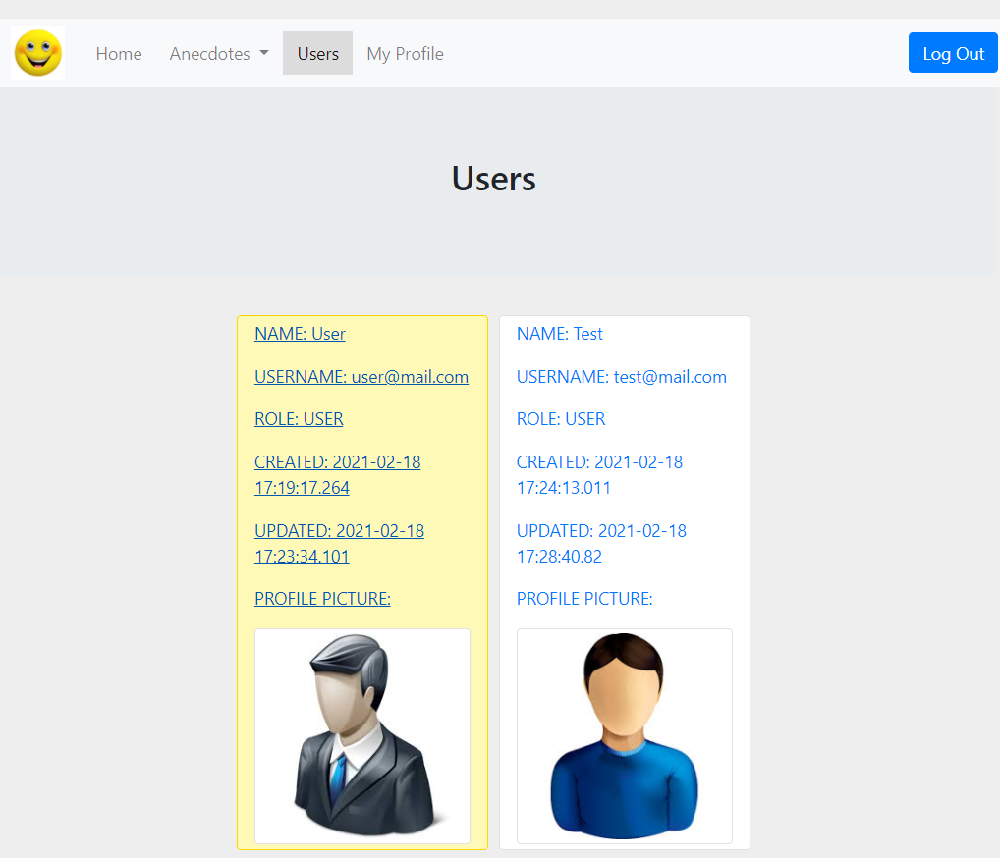 Home
Anecdotes
Users
My Profile
Log Out
Users
NAME: User
USERNAME: user@mail.com
ROLE: USER
CREATED: 2021-02-18
17:19:17.264
UPDATED: 2021-02-18
17:23:34.101
PROFILE PICTURE:
NAME: Test
USERNAME: test@mail.com
ROLE: USER
CREATED: 2021-02-18
17:24:13.011
UPDATED: 2021-02-18
17:28:40.82
PROFILE PICTURE: